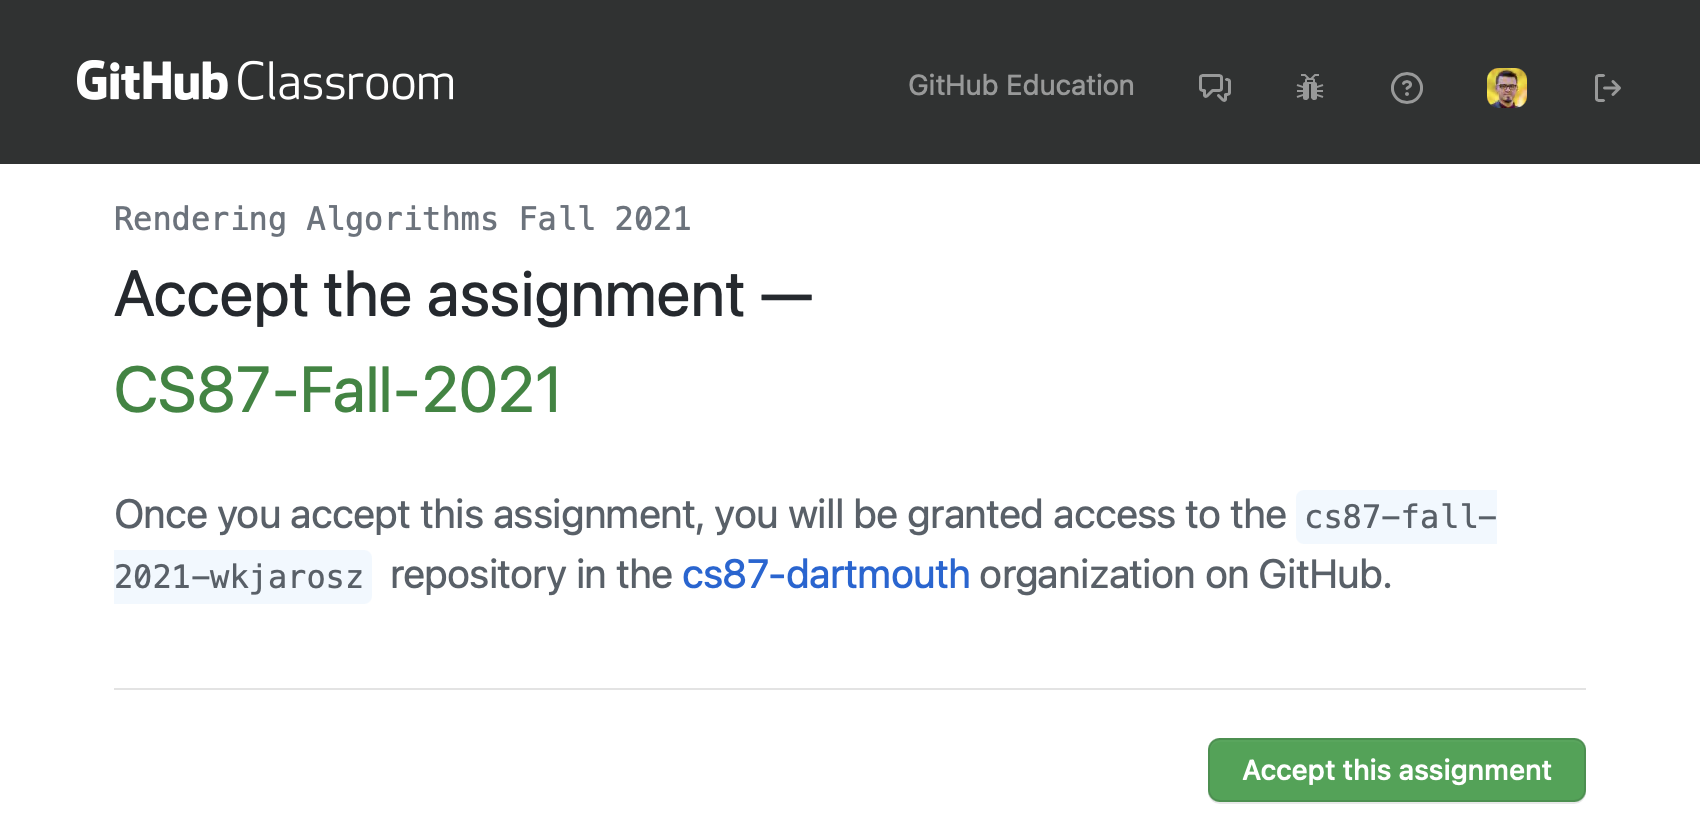 GitHub Classroom
GitHub Education
Rendering Algorithms Fall 2021
Accept the assignment —
CS87-Fall-2021
Once you accept this assignment, you will be granted access to the cs87-fall-
2021-wkjarosz repository in the cs87-dartmouth organization on GitHub.
Accept this assignment